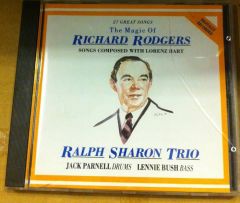 27 GREAT SONGS
The Magic Of
RICHARD RODGERS
SONGS COMPOSED WITH LORENZ HART
RALPH SHARON TRIO
JACK PARNELL DRUMS LENNIE BUSH BASS